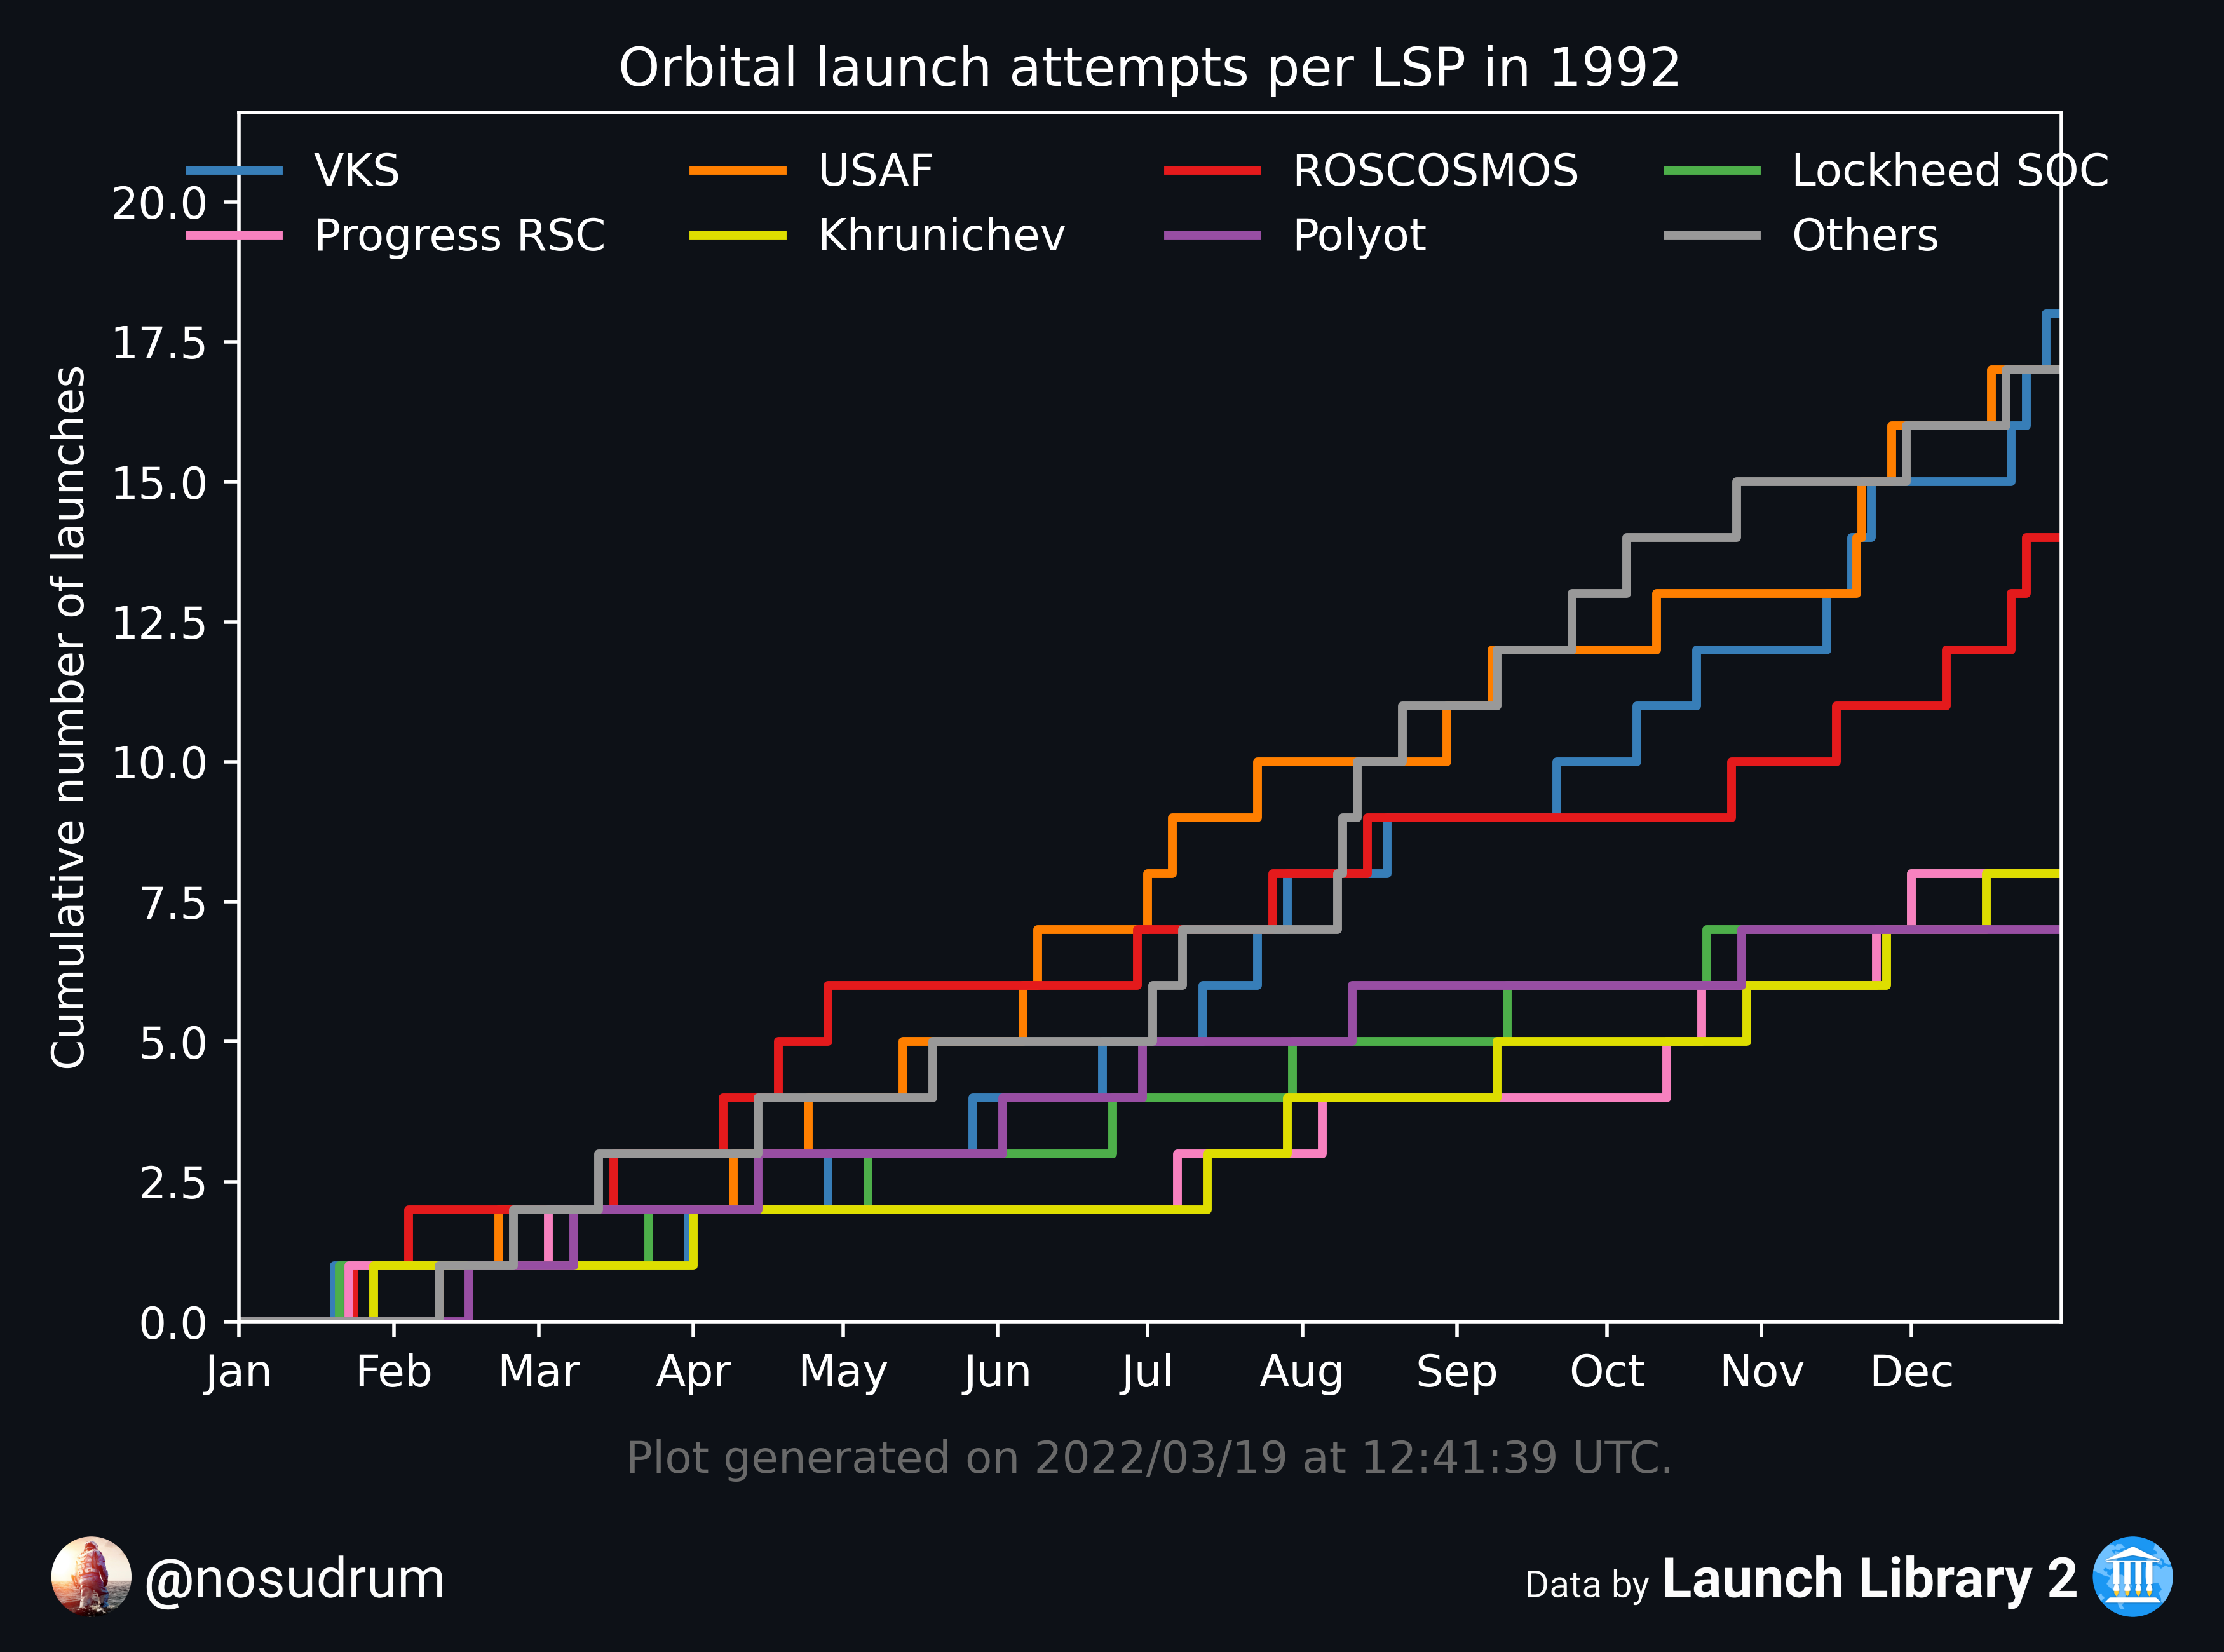 Orbital launch attempts per LSP in 1992
VKS USAF ROSCOSMOS Lockheed SOC
Progress RSC Khrunichev Polyot Others
Cumulative number of launches
20.0
17.5
15.0
12.5
10.0
7.5
5.0
2.5
0.0
Jan Feb Mar Apr May Jun Jul Aug Sep Oct Nov Dec
Plot generated on 2022/03/19 at 12:41:39 UTC.
@nosudrum
Data by Launch Library 2